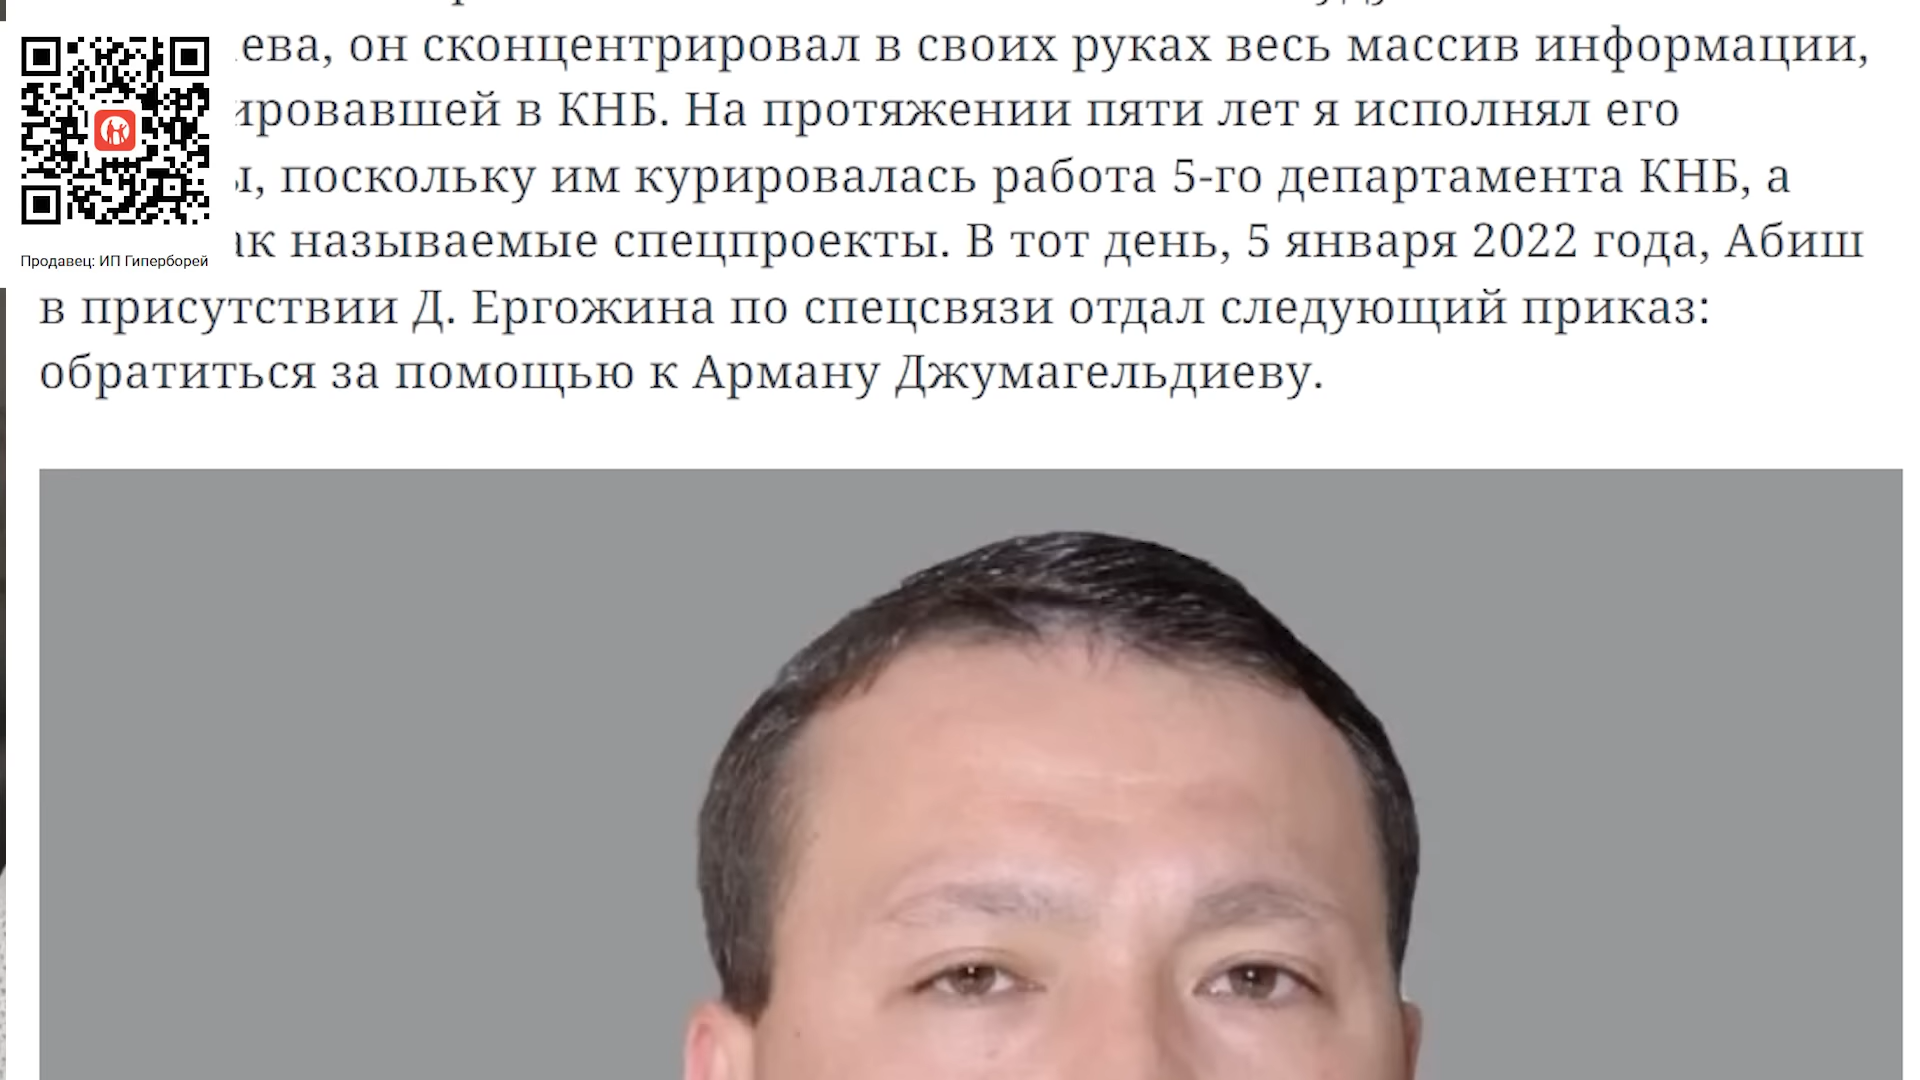 ева, он сконцентрировал в своих руках весь массив информации,
ировавшей в КНБ. На протяжении пяти лет я исполнял его
ы, поскольку им курировалась работа 5-го департамента КНБ, а
ак называемые спецпроекты. В тот день, 5 января 2022 года, Абиш
в присутствии Д. Ергожина по спецсвязи отдал следующий приказ:
обратиться за помощью к Арману Джумагельдиеву.
Продавец: ИП Гиперборей